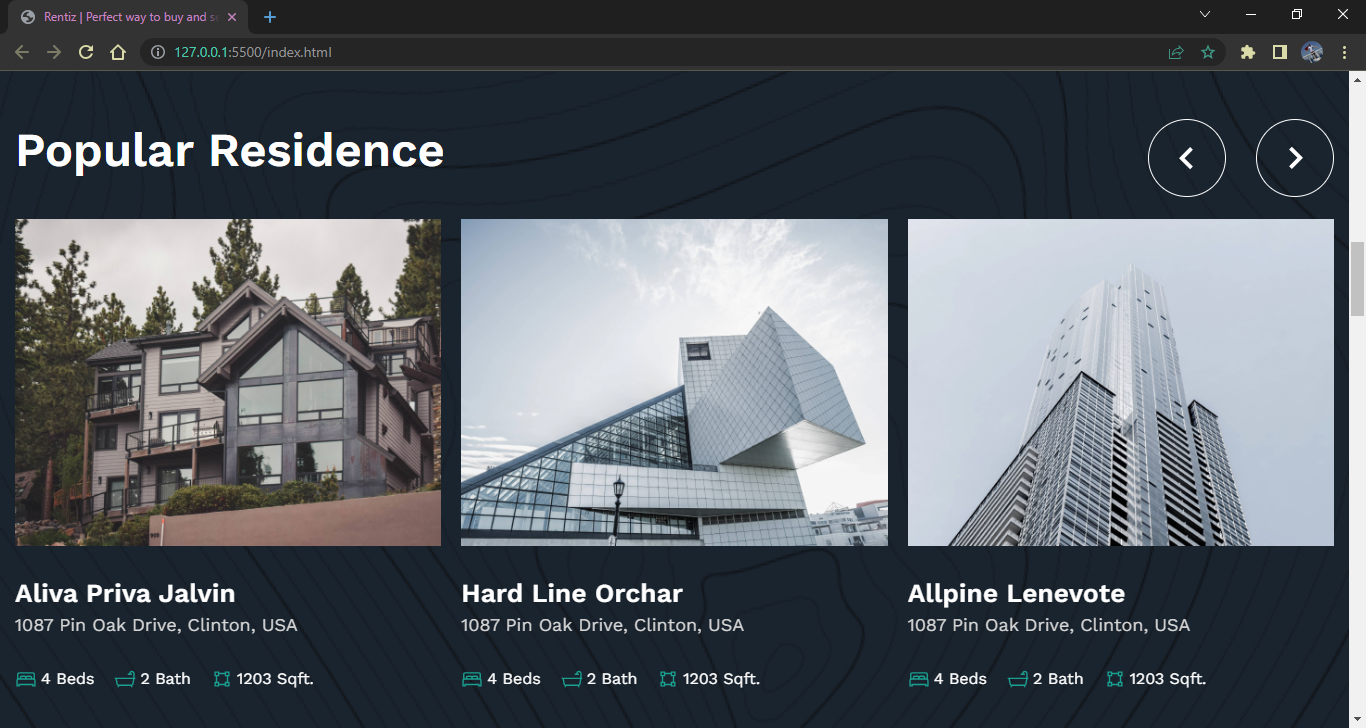 Rentiz | Perfect way to buy and se
127.0.0.1:5500/index.html
Popular Residence
Aliva Priva Jalvin
1087 Pin Oak Drive, Clinton, USA
4 Beds 2 Bath 1203 Sqft.
Hard Line Orchar
1087 Pin Oak Drive, Clinton, USA
4 Beds 2 Bath 1203 Sqft.
Allpine Lenevote
1087 Pin Oak Drive, Clinton, USA
4 Beds 2 Bath 1203 Sqft.